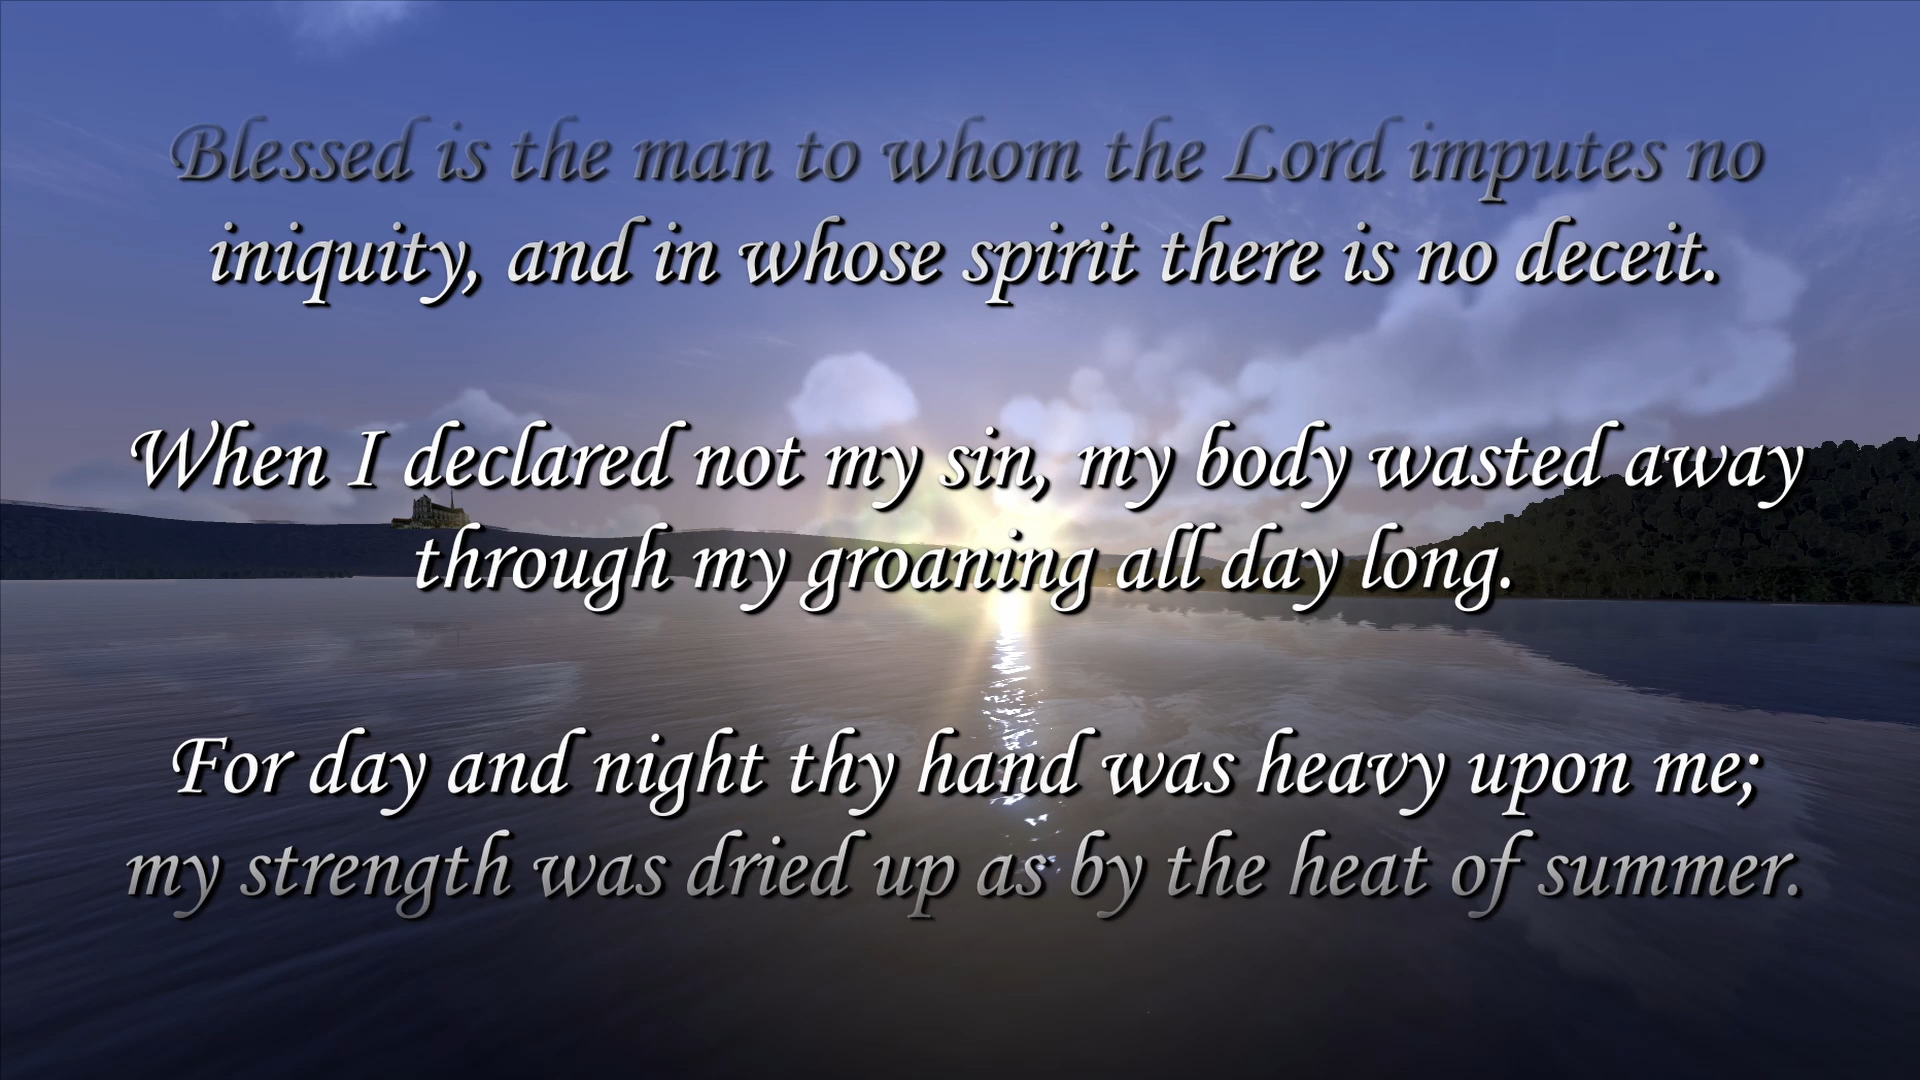 Blessed is the man to whom the Lord imputes no
iniquity, and in whose spirit there is no deceit.
When I declared not my sin, my body wasted away
through my groaning all day long.
For day and night thy hand was heavy upon me;
my strength was dried up as by the heat of summer.